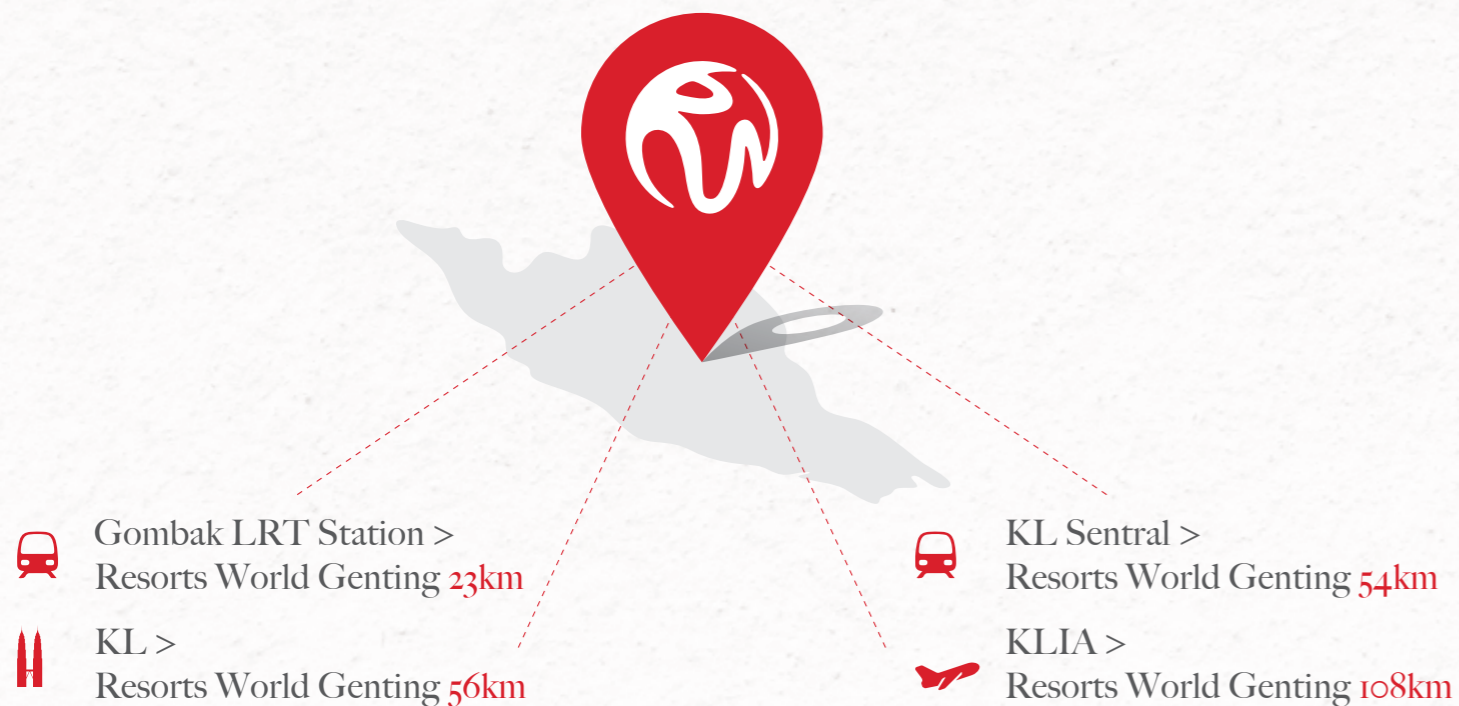 Gombak LRT Station >
Resorts World Genting 23km
KL >
Resorts World Genting 56km
KL Sentral >
Resorts World Genting 54km
KLIA >
Resorts World Genting 108km